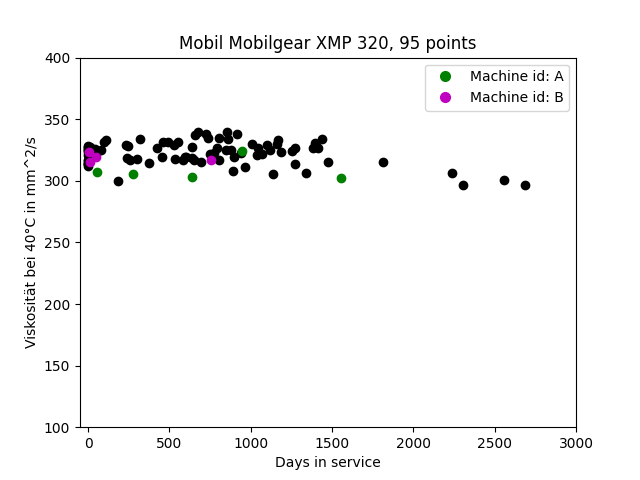 Mobil Mobilgear XMP 320, 95 points
400
350
300
250
200
150
100
Viskosität bei 40°C in mm^2/s
Machine id: A
Machine id: B
0 500 1000 1500 2000 2500 3000
Days in service